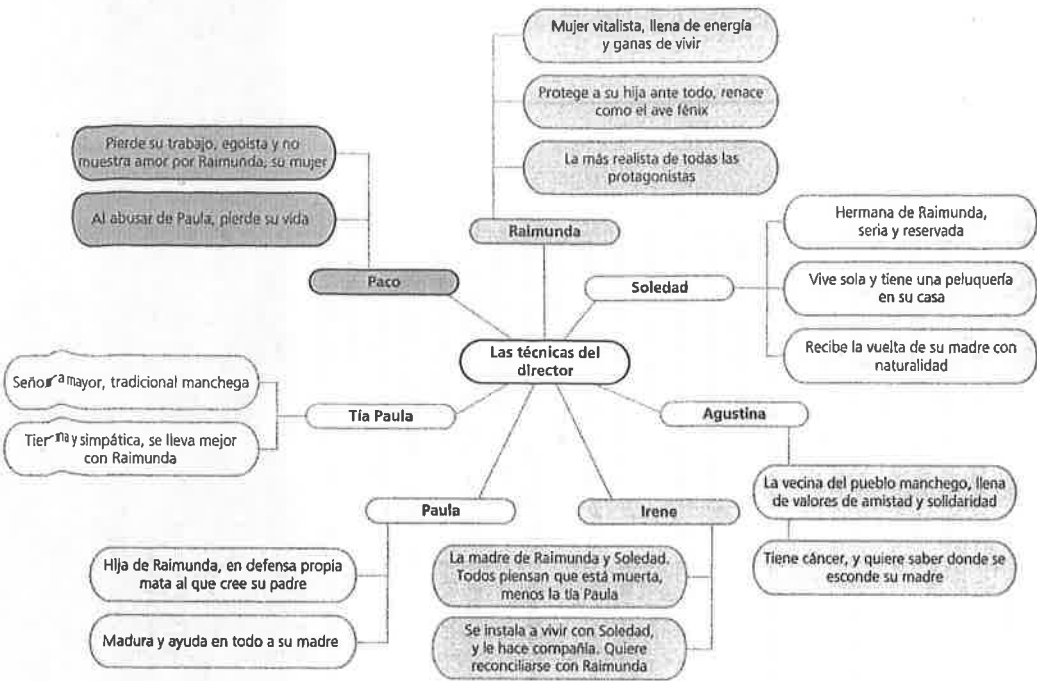 Mujer vitalista, llena de energía
y ganas de vivir
Protege a su hija ante todo, renace
como el ave fénix
La más realista de todas las
protagonistas
Raimunda
Pierde su trabajo, egoísta y no
muestra amor por Raimunda, su mujer
Al abusar de Paula, pierde su vida
Paco
Hermana de Raimunda,
seria y reservada
Vive sola y tiene una peluquería
en su casa
Recibe la vuelta de su madre con
naturalidad
Soledad
Las técnicas del
director
Señora mayor, tradicional manchega
Tierna y simpática, se lleva mejor
con Raimunda
Tía Paula
Agustina
La vecina del pueblo manchego, llena
de valores de amistad y solidaridad
Tiene cáncer, y quiere saber donde se
esconde su madre
Paula
Hija de Raimunda, en defensa propia
mata al que cree su padre
Madura y ayuda en todo a su madre
Irene
La madre de Raimunda y Soledad.
Todos piensan que está muerta,
menos la tía Paula
Se instala a vivir con Soledad,
y le hace compañía. Quiere
reconciliarse con Raimunda